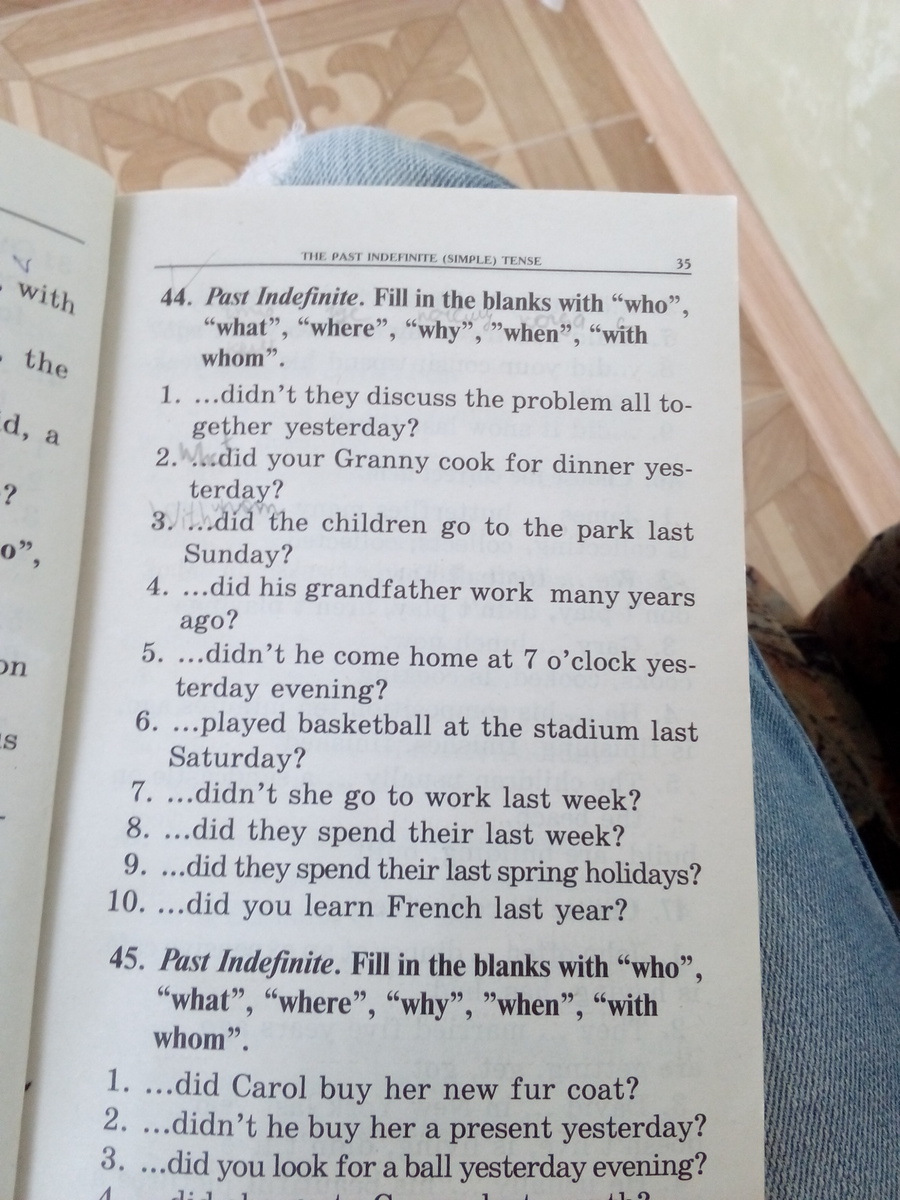 with
the
d, a
?
o”,
on
is
THE PAST INDEFINITE (SIMPLE) TENSE 35
44. Past Indefinite. Fill in the blanks with “who”,
“what”, “where”, “why”, ”when”, “with
whom”.
1. ...didn’t they discuss the problem all to-
gether yesterday?
2. What ...did your Granny cook for dinner yes-
terday?
3. ...did the children go to the park last
Sunday?
4. ...did his grandfather work many years
ago?
5. ...didn’t he come home at 7 o’clock yes-
terday evening?
6. ...played basketball at the stadium last
Saturday?
7. ...didn’t she go to work last week?
8. ...did they spend their last week?
9. ...did they spend their last spring holidays?
10. ...did you learn French last year?
45. Past Indefinite. Fill in the blanks with “who”,
“what”, “where”, “why”, ”when”, “with
whom”.
1. ...did Carol buy her new fur coat?
2. ...didn’t he buy her a present yesterday?
3. ...did you look for a ball yesterday evening?